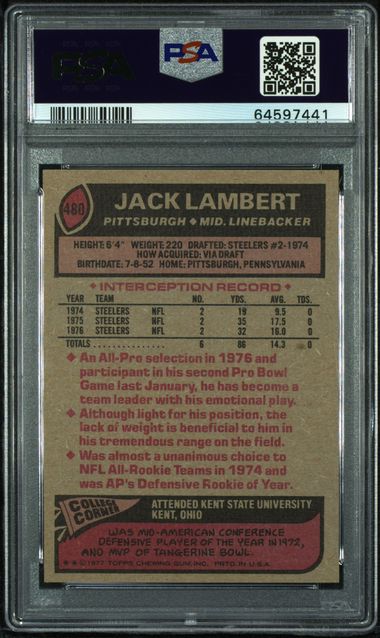 PSA
PSA
64597441
480
JACK LAMBERT
PITTSBURGH ◆ MID. LINEBACKER
HEIGHT: 6'4" WEIGHT: 220 DRAFTED: STEELERS #2-1974
HOW ACQUIRED: VIA DRAFT
BIRTHDATE: 7-8-52 HOME: PITTSBURGH, PENNSYLVANIA
◆ INTERCEPTION RECORD ◆
YEAR TEAM NO. YDS. AVG. TDS.
1974 STEELERS NFL 2 19 9.5 0
1975 STEELERS NFL 2 35 17.5 0
1976 STEELERS NFL 2 32 16.0 0
TOTALS 6 86 14.3 0
◆ An All-Pro selection in 1976 and
participant in his second Pro Bowl
Game last January, he has become a
team leader with his emotional play.
◆ Although light for his position, the
lack of weight is beneficial to him in
his tremendous range on the field.
◆ Was almost a unanimous choice to
NFL All-Rookie Teams in 1974 and
was AP's Defensive Rookie of Year.
COLLEGE
CORNER
ATTENDED KENT STATE UNIVERSITY
KENT, OHIO
WAS MID-AMERICAN CONFERENCE
DEFENSIVE PLAYER OF THE YEAR IN 1972,
AND MVP OF TANGERINE BOWL.
✱ ✱ © 1977 TOPPS CHEWING GUM, INC. PRTD IN U.S.A.